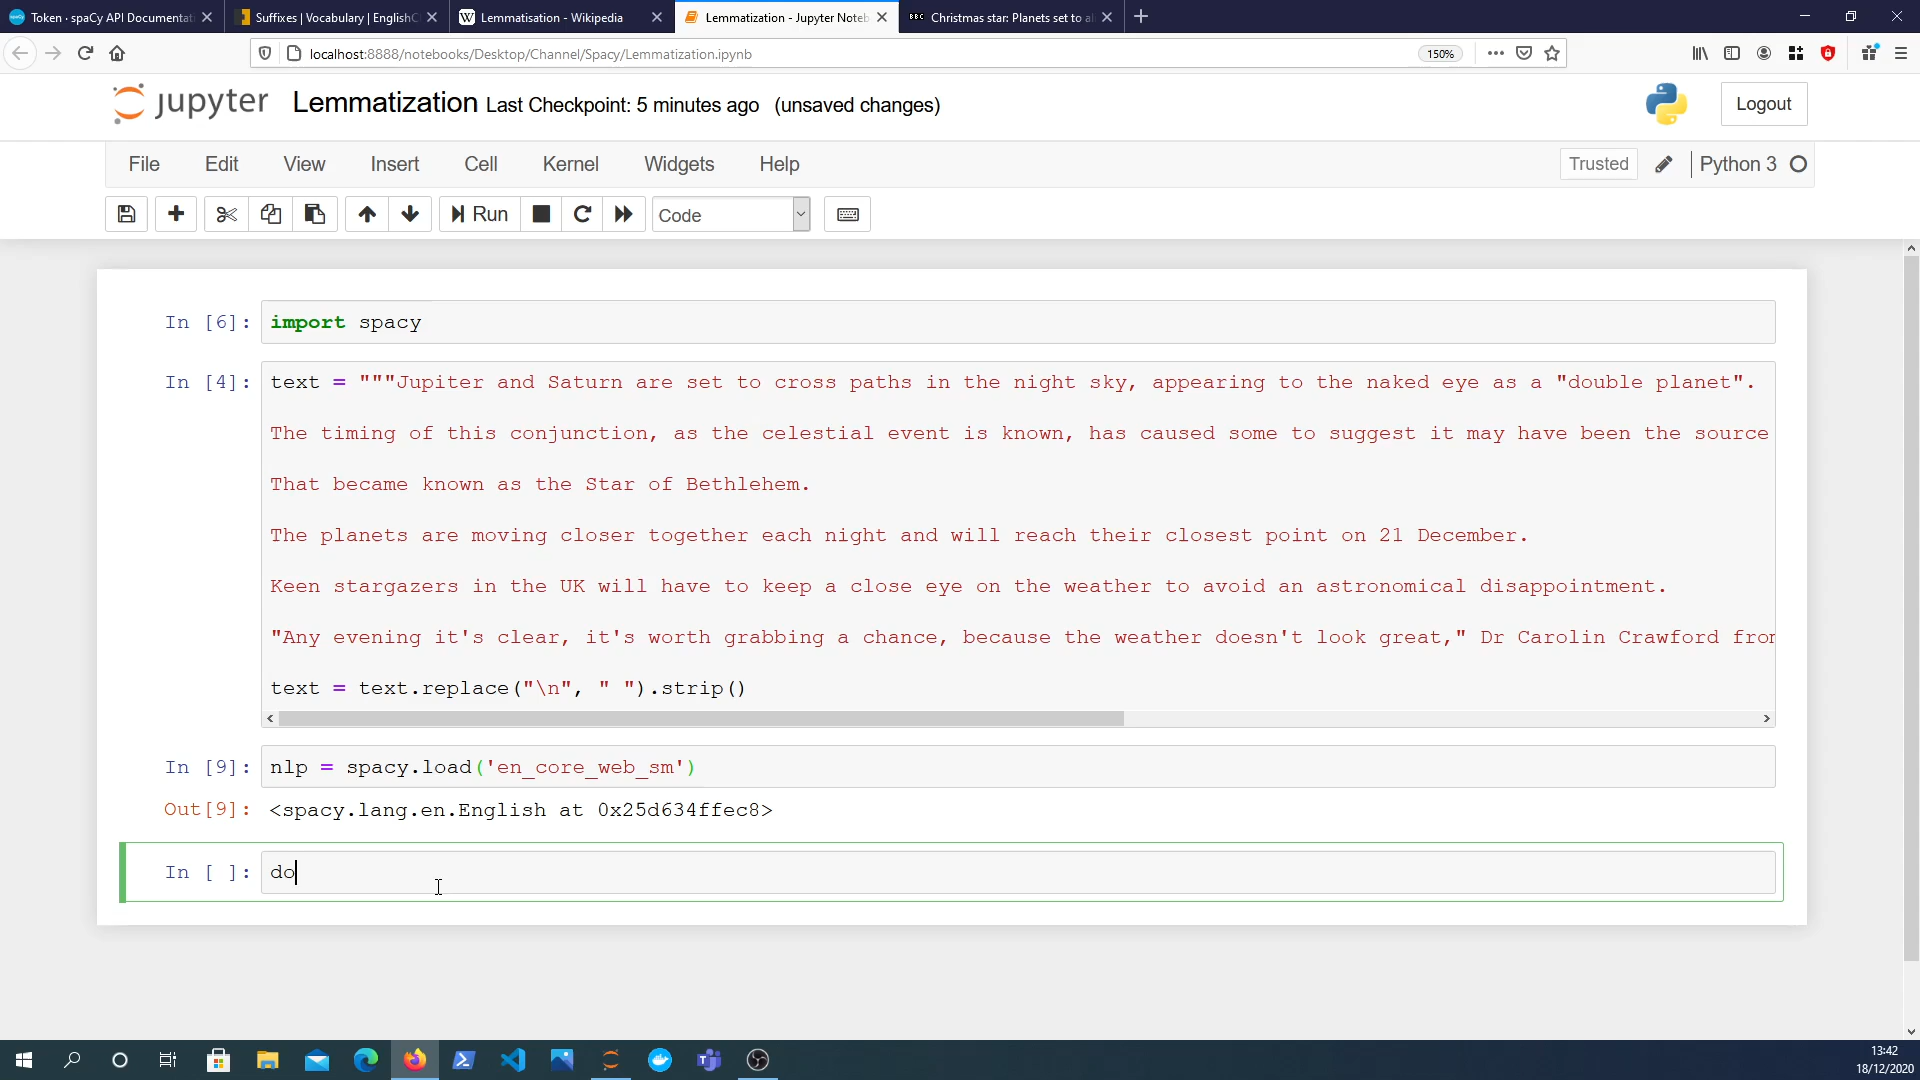 Token · spaCy API Documentat
Suffixes | Vocabulary | EnglishC
Lemmatisation - Wikipedia
Lemmatization - Jupyter Noteb
BBC Christmas star: Planets set to al
localhost:8888/notebooks/Desktop/Channel/Spacy/Lemmatization.ipynb
150%
jupyter Lemmatization Last Checkpoint: 5 minutes ago (unsaved changes)
Logout
File Edit View Insert Cell Kernel Widgets Help
Trusted
Python 3
Run
Code
In [6]: import spacy
In [4]: text = """Jupiter and Saturn are set to cross paths in the night sky, appearing to the naked eye as a "double planet".
The timing of this conjunction, as the celestial event is known, has caused some to suggest it may have been the source
That became known as the Star of Bethlehem.
The planets are moving closer together each night and will reach their closest point on 21 December.
Keen stargazers in the UK will have to keep a close eye on the weather to avoid an astronomical disappointment.
"Any evening it's clear, it's worth grabbing a chance, because the weather doesn't look great," Dr Carolin Crawford from
text = text.replace("\n", " ").strip()
In [9]: nlp = spacy.load('en_core_web_sm')
Out[9]: <spacy.lang.en.English at 0x25d634ffec8>
In [ ]: do
13:42
18/12/2020